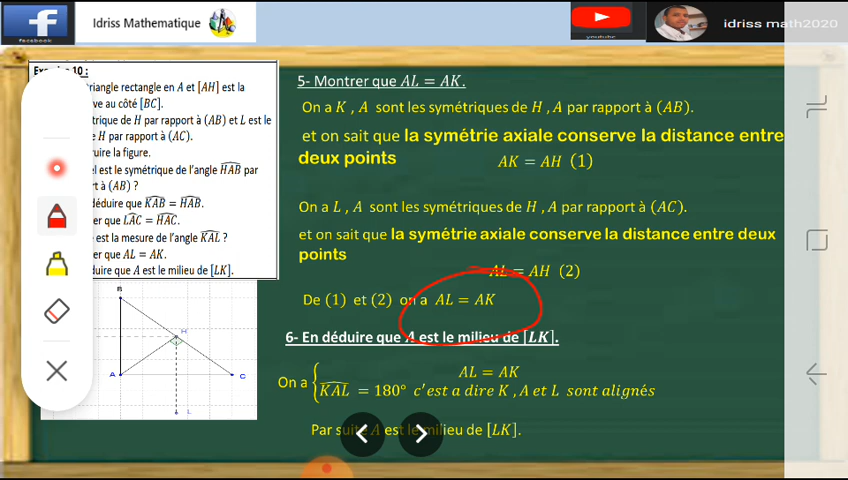 facebook
Idriss Mathematique
youtube
idriss math2020
Exercice 10 :
triangle rectangle en A et [AH] est la
au côté [BC].
de H par rapport à (AB) et L est le
H par rapport à (AC).
la figure.
est le symétrique de l'angle HAB par
à (AB) ?
déduire que KAB = HAB.
que LAC = HAC.
est la mesure de l'angle KAL ?
que AL = AK.
que A est le milieu de [LK].
B
H
A
C
L
5- Montrer que AL = AK.
On a K , A sont les symétriques de H, A par rapport à (AB).
et on sait que la symétrie axiale conserve la distance entre
deux points
AK = AH (1)
On a L , A sont les symétriques de H, A par rapport à (AC).
et on sait que la symétrie axiale conserve la distance entre deux
points
AL = AH (2)
De (1) et (2) on a AL = AK
6- En déduire que A est le milieu de [LK].
On a { AL = AK
KAL = 180° c'est a dire K , A et L sont alignés
Par suite A est le milieu de [LK].